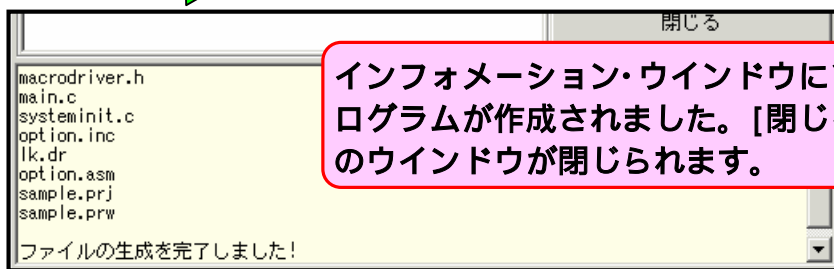 閉じる
macrodriver.h
main.c
systeminit.c
option.inc
lk.dr
option.asm
sample.prj
sample.prw
ファイルの生成を完了しました!
インフォメーション・ウインドウに
ログラムが作成されました。[閉じ
のウインドウが閉じられます。